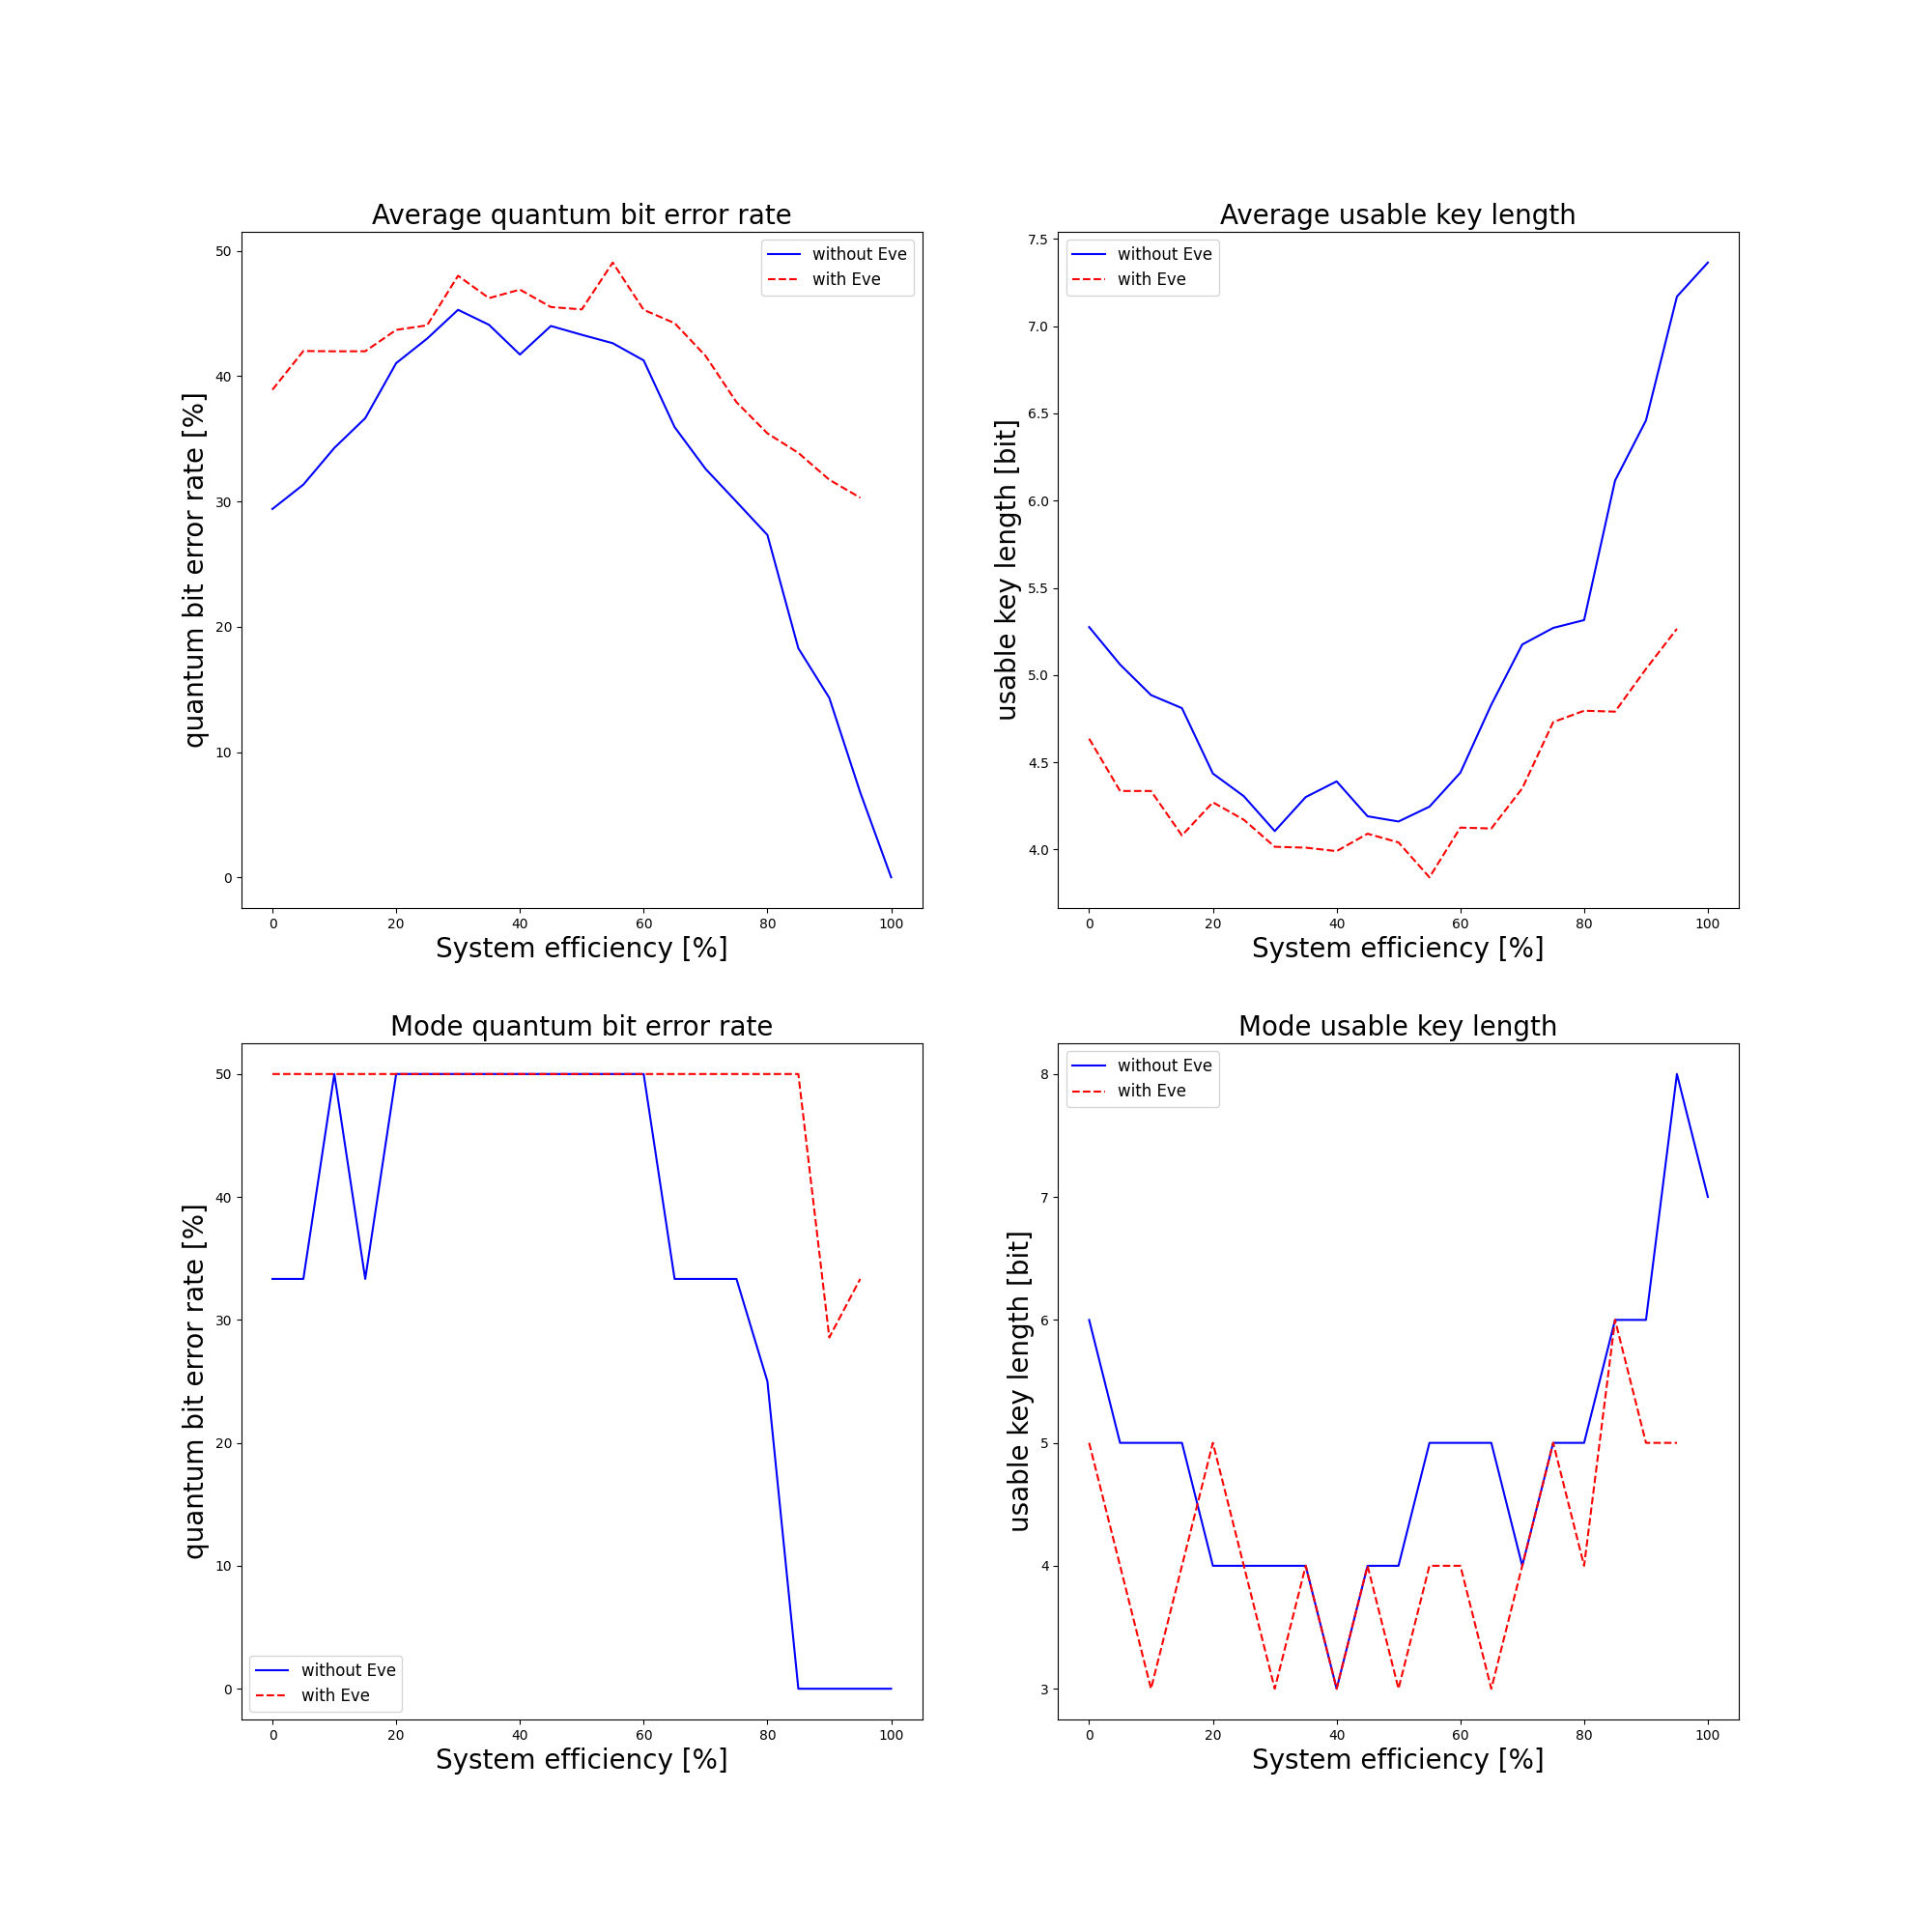 Average quantum bit error rate
without Eve
with Eve
50
40
30
20
10
0
quantum bit error rate [%]
0 20 40 60 80 100
System efficiency [%]
Average usable key length
without Eve
with Eve
7.5
7.0
6.5
6.0
5.5
5.0
4.5
4.0
usable key length [bit]
0 20 40 60 80 100
System efficiency [%]
Mode quantum bit error rate
50
40
30
20
10
0
quantum bit error rate [%]
without Eve
with Eve
0 20 40 60 80 100
System efficiency [%]
Mode usable key length
without Eve
with Eve
8
7
6
5
4
3
usable key length [bit]
0 20 40 60 80 100
System efficiency [%]